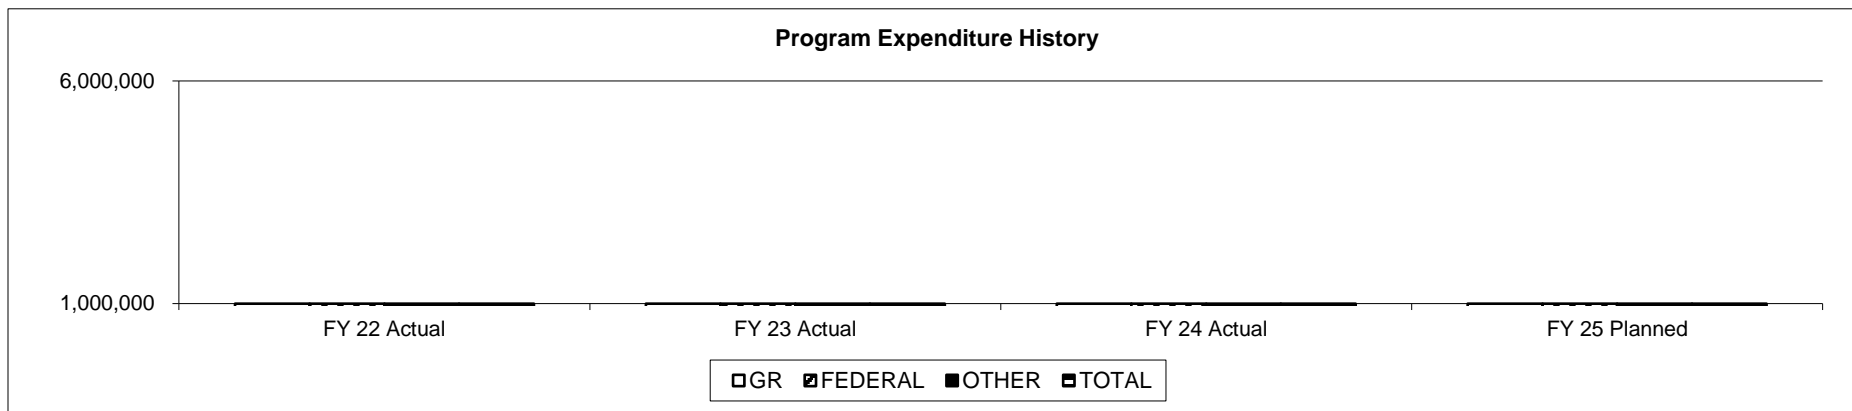 Program Expenditure History
6,000,000
1,000,000
FY 22 Actual FY 23 Actual FY 24 Actual FY 25 Planned
GR FEDERAL OTHER TOTAL